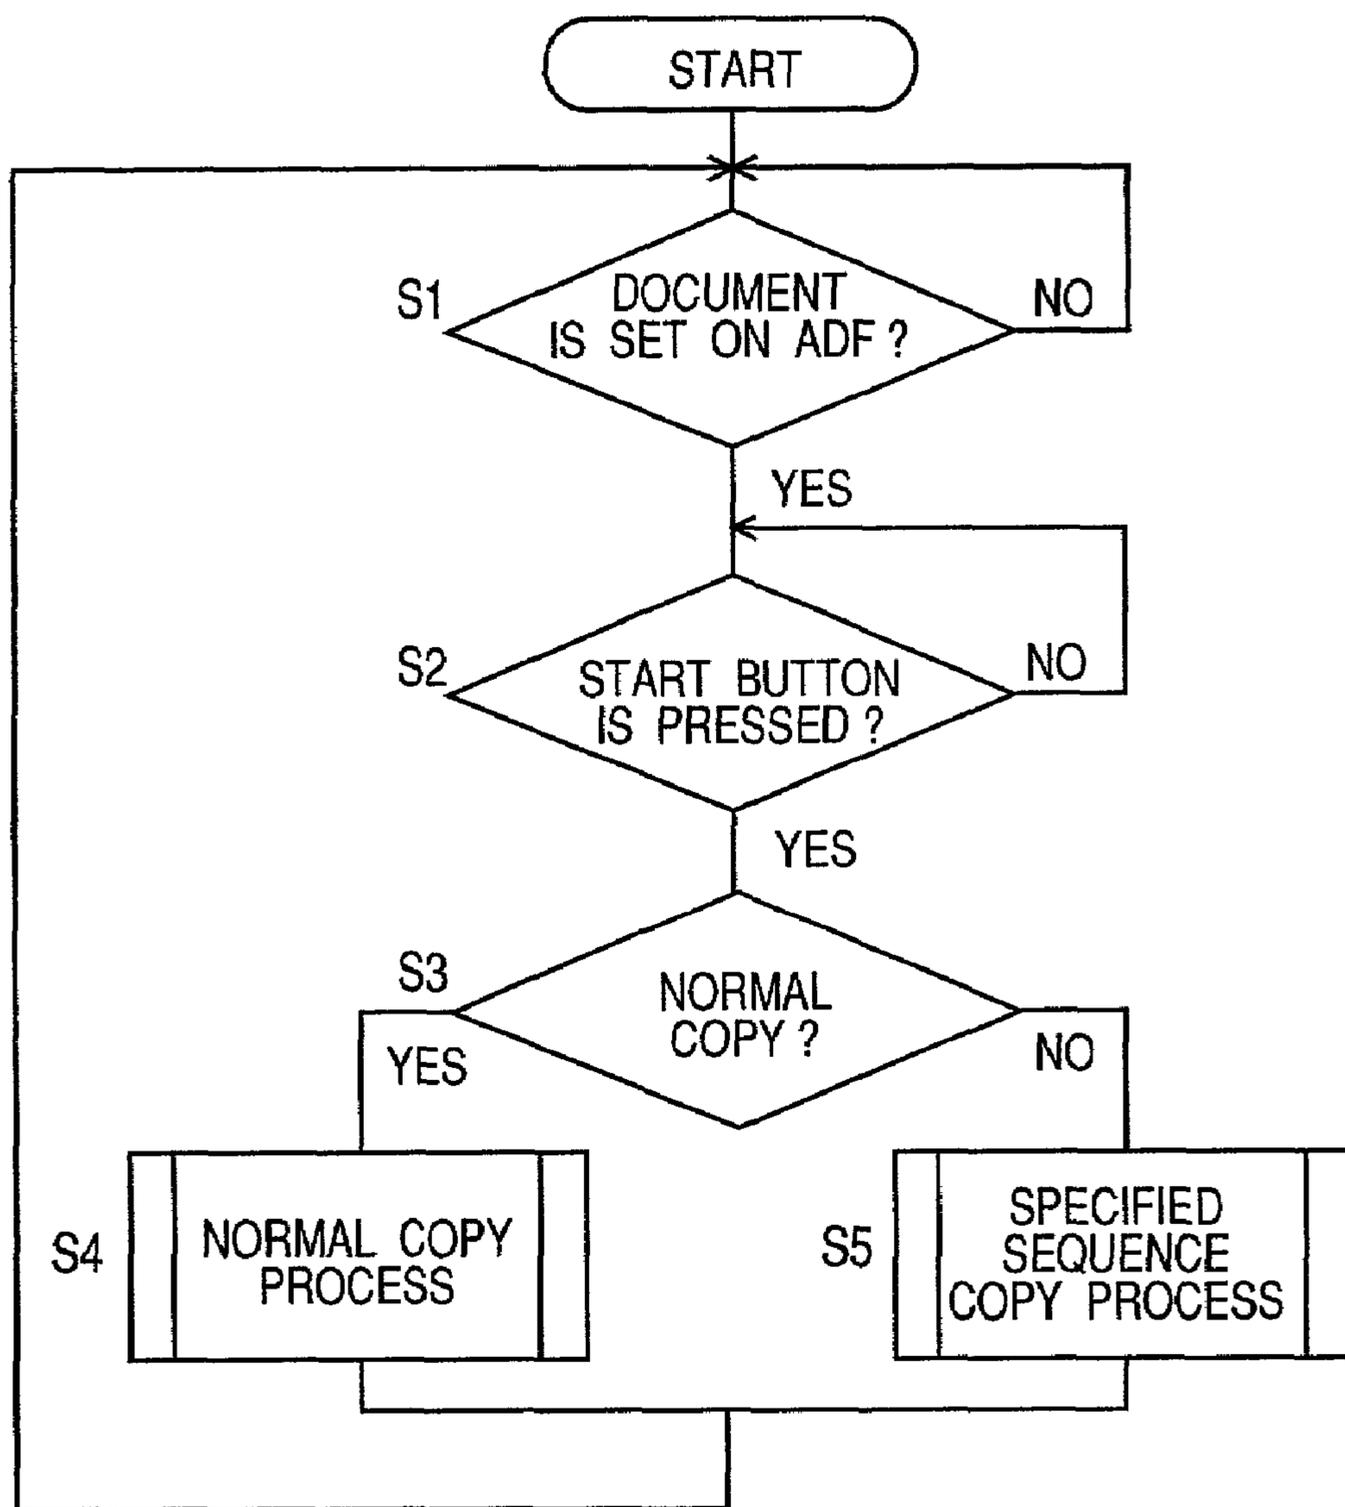 START
S1
DOCUMENT
IS SET ON ADF ?
NO
YES
S2
START BUTTON
IS PRESSED ?
NO
YES
S3
NORMAL
COPY ?
YES
NO
S4
NORMAL COPY
PROCESS
S5
SPECIFIED
SEQUENCE
COPY PROCESS